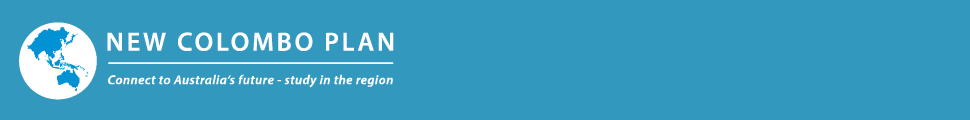 NEW COLOMBO PLAN
Connect to Australia's future - study in the region